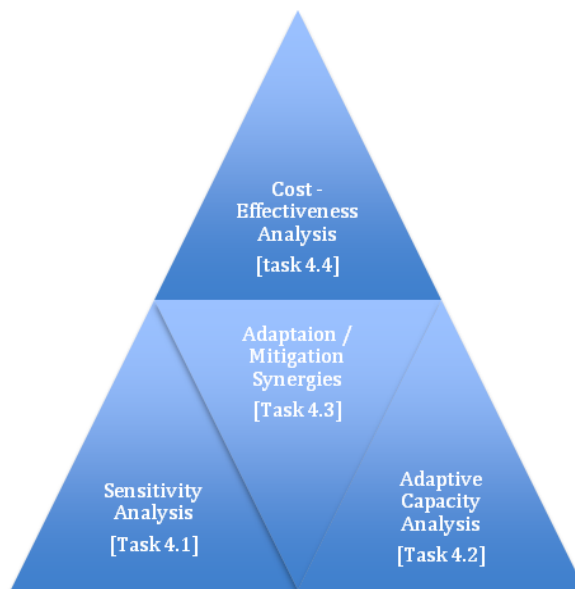 Cost -
Effectiveness
Analysis
[task 4.4]
Adaptaion /
Mitigation
Synergies
[Task 4.3]
Sensitivity
Analysis
[Task 4.1]
Adaptive
Capacity
Analysis
[Task 4.2]